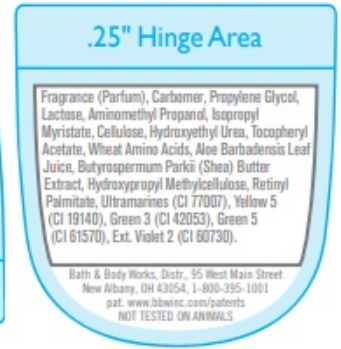 .25" Hinge Area
Fragrance (Parfum), Carbomer, Propylene Glycol,
Lactose, Aminomethyl Propanol, Isopropyl
Myristate, Cellulose, Hydroxyethyl Urea, Tocopheryl
Acetate, Wheat Amino Acids, Aloe Barbadensis Leaf
Juice, Butyrospermum Parkii (Shea) Butter
Extract, Hydroxypropyl Methylcellulose, Retinyl
Palmitate, Ultramarines (CI 77007), Yellow 5
(CI 19140), Green 3 (CI 42053), Green 5
(CI 61570), Ext. Violet 2 (CI 60730).
Bath & Body Works, Distr., 95 West Main Street
New Albany, OH 43054, 1-800-395-1001
pat. www.bbwinc.com/patents
NOT TESTED ON ANIMALS